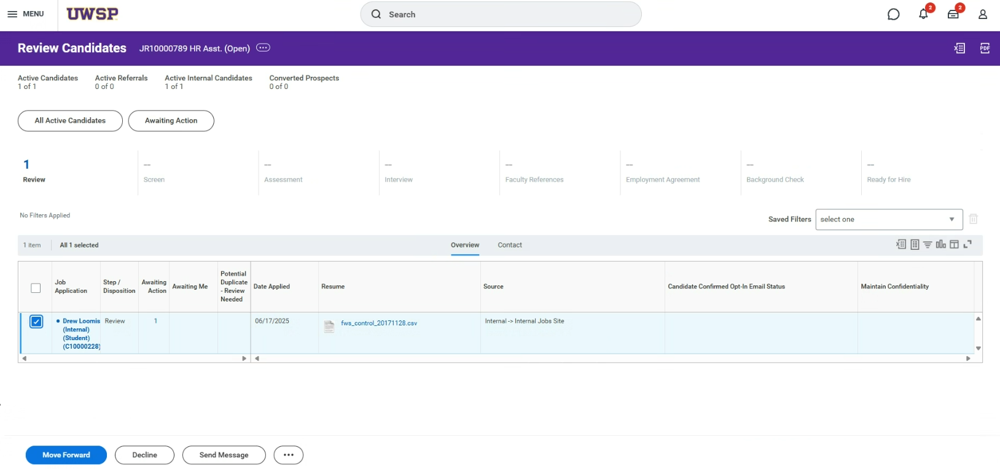 MENU
UWSP
Search
2
2
Review Candidates
JR10000789 HR Asst. (Open)
PDF
Active Candidates
1 of 1
Active Referrals
0 of 0
Active Internal Candidates
1 of 1
Converted Prospects
0 of 0
All Active Candidates
Awaiting Action
1
Review
--
Screen
--
Assessment
--
Interview
--
Faculty References
--
Employment Agreement
--
Background Check
--
Ready for Hire
No Filters Applied
Saved Filters
select one
1 item
All 1 selected
Overview
Contact
Job
Application
Step /
Disposition
Awaiting
Action
Awaiting Me
Potential
Duplicate
- Review
Needed
Date Applied
Resume
Source
Candidate Confirmed Opt-In Email Status
Maintain Confidentiality
Drew Loomis
(Internal)
(Student)
(C10000228)
Review
1
06/17/2025
fws_control_20171128.csv
Internal -> Internal Jobs Site
Move Forward
Decline
Send Message